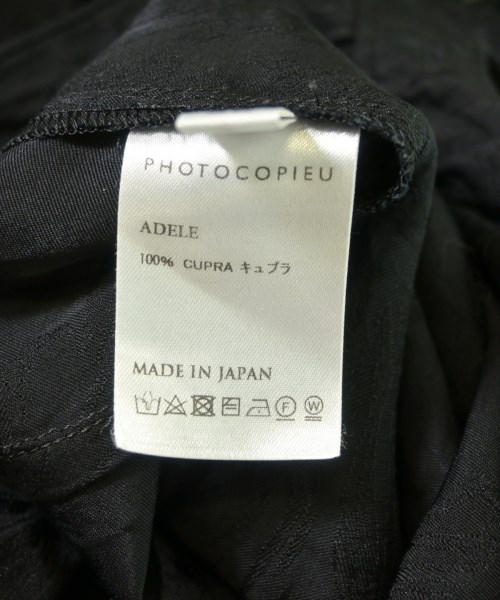 PHOTOCOPIEU
ADELE
100% CUPRA キュプラ
MADE IN JAPAN
F W